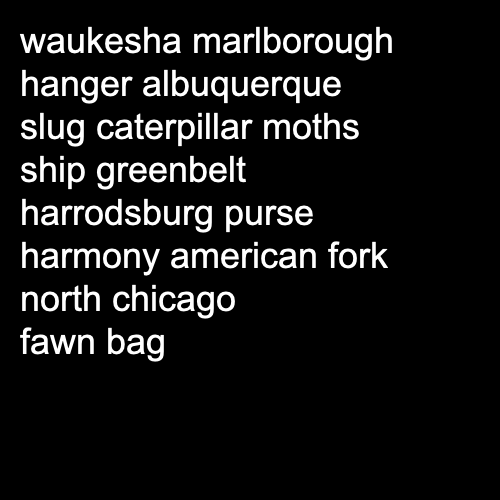 waukesha marlborough
hanger albuquerque
slug caterpillar moths
ship greenbelt
harrodsburg purse
harmony american fork
north chicago
fawn bag